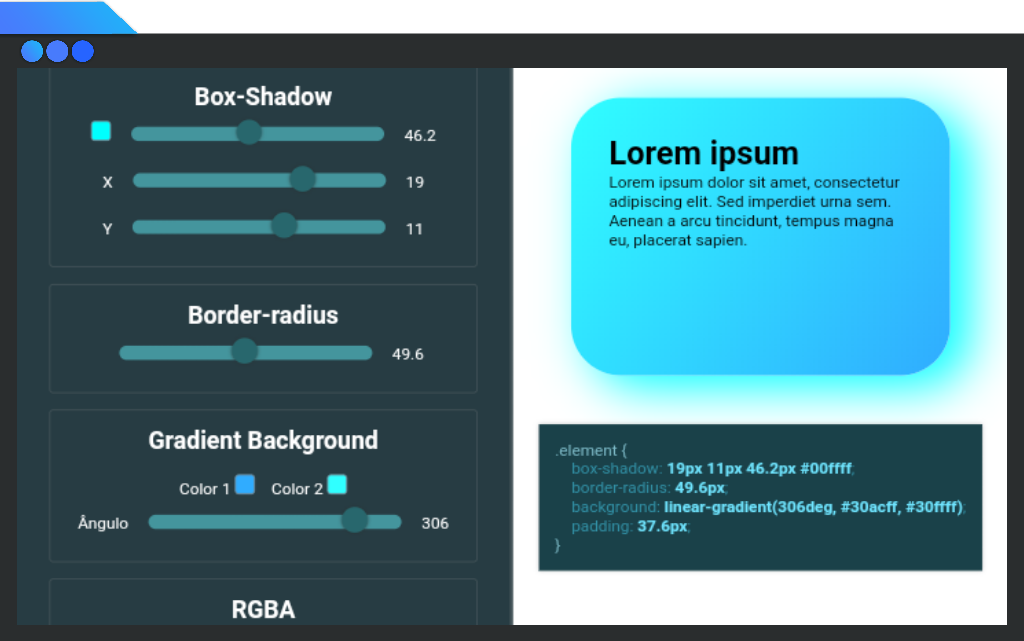 Box-Shadow
46.2
X 19
Y 11
Border-radius
49.6
Gradient Background
Color 1 Color 2
Ângulo 306
RGBA
Lorem ipsum
Lorem ipsum dolor sit amet, consectetur
adipiscing elit. Sed imperdiet urna sem.
Aenean a arcu tincidunt, tempus magna
eu, placerat sapien.
.element {
box-shadow: 19px 11px 46.2px #00ffff;
border-radius: 49.6px;
background: linear-gradient(306deg, #30acff, #30ffff);
padding: 37.6px;
}